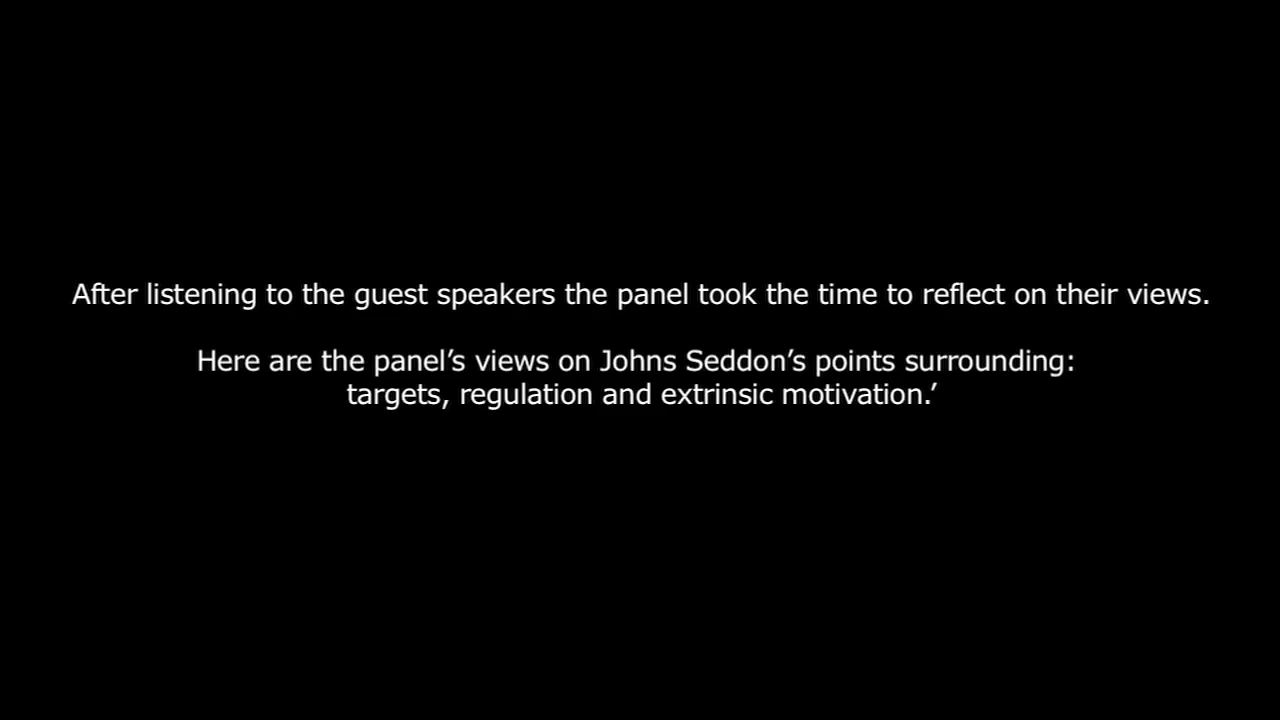 After listening to the guest speakers the panel took the time to reflect on their views.
Here are the panel’s views on Johns Seddon’s points surrounding:
targets, regulation and extrinsic motivation.’